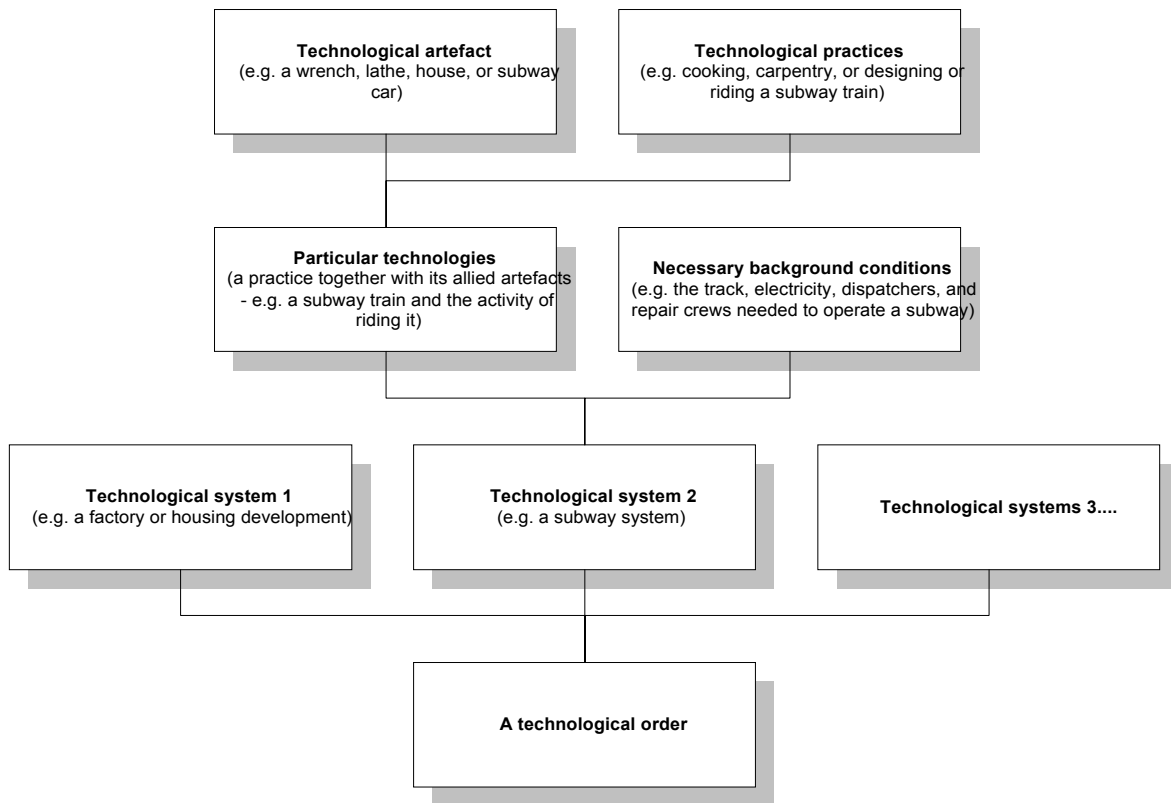 Technological artefact
(e.g. a wrench, lathe, house, or subway
car)
Technological practices
(e.g. cooking, carpentry, or designing or
riding a subway train)
Particular technologies
(a practice together with its allied artefacts
- e.g. a subway train and the activity of
riding it)
Necessary background conditions
(e.g. the track, electricity, dispatchers, and
repair crews needed to operate a subway)
Technological system 1
(e.g. a factory or housing development)
Technological system 2
(e.g. a subway system)
Technological systems 3....
A technological order